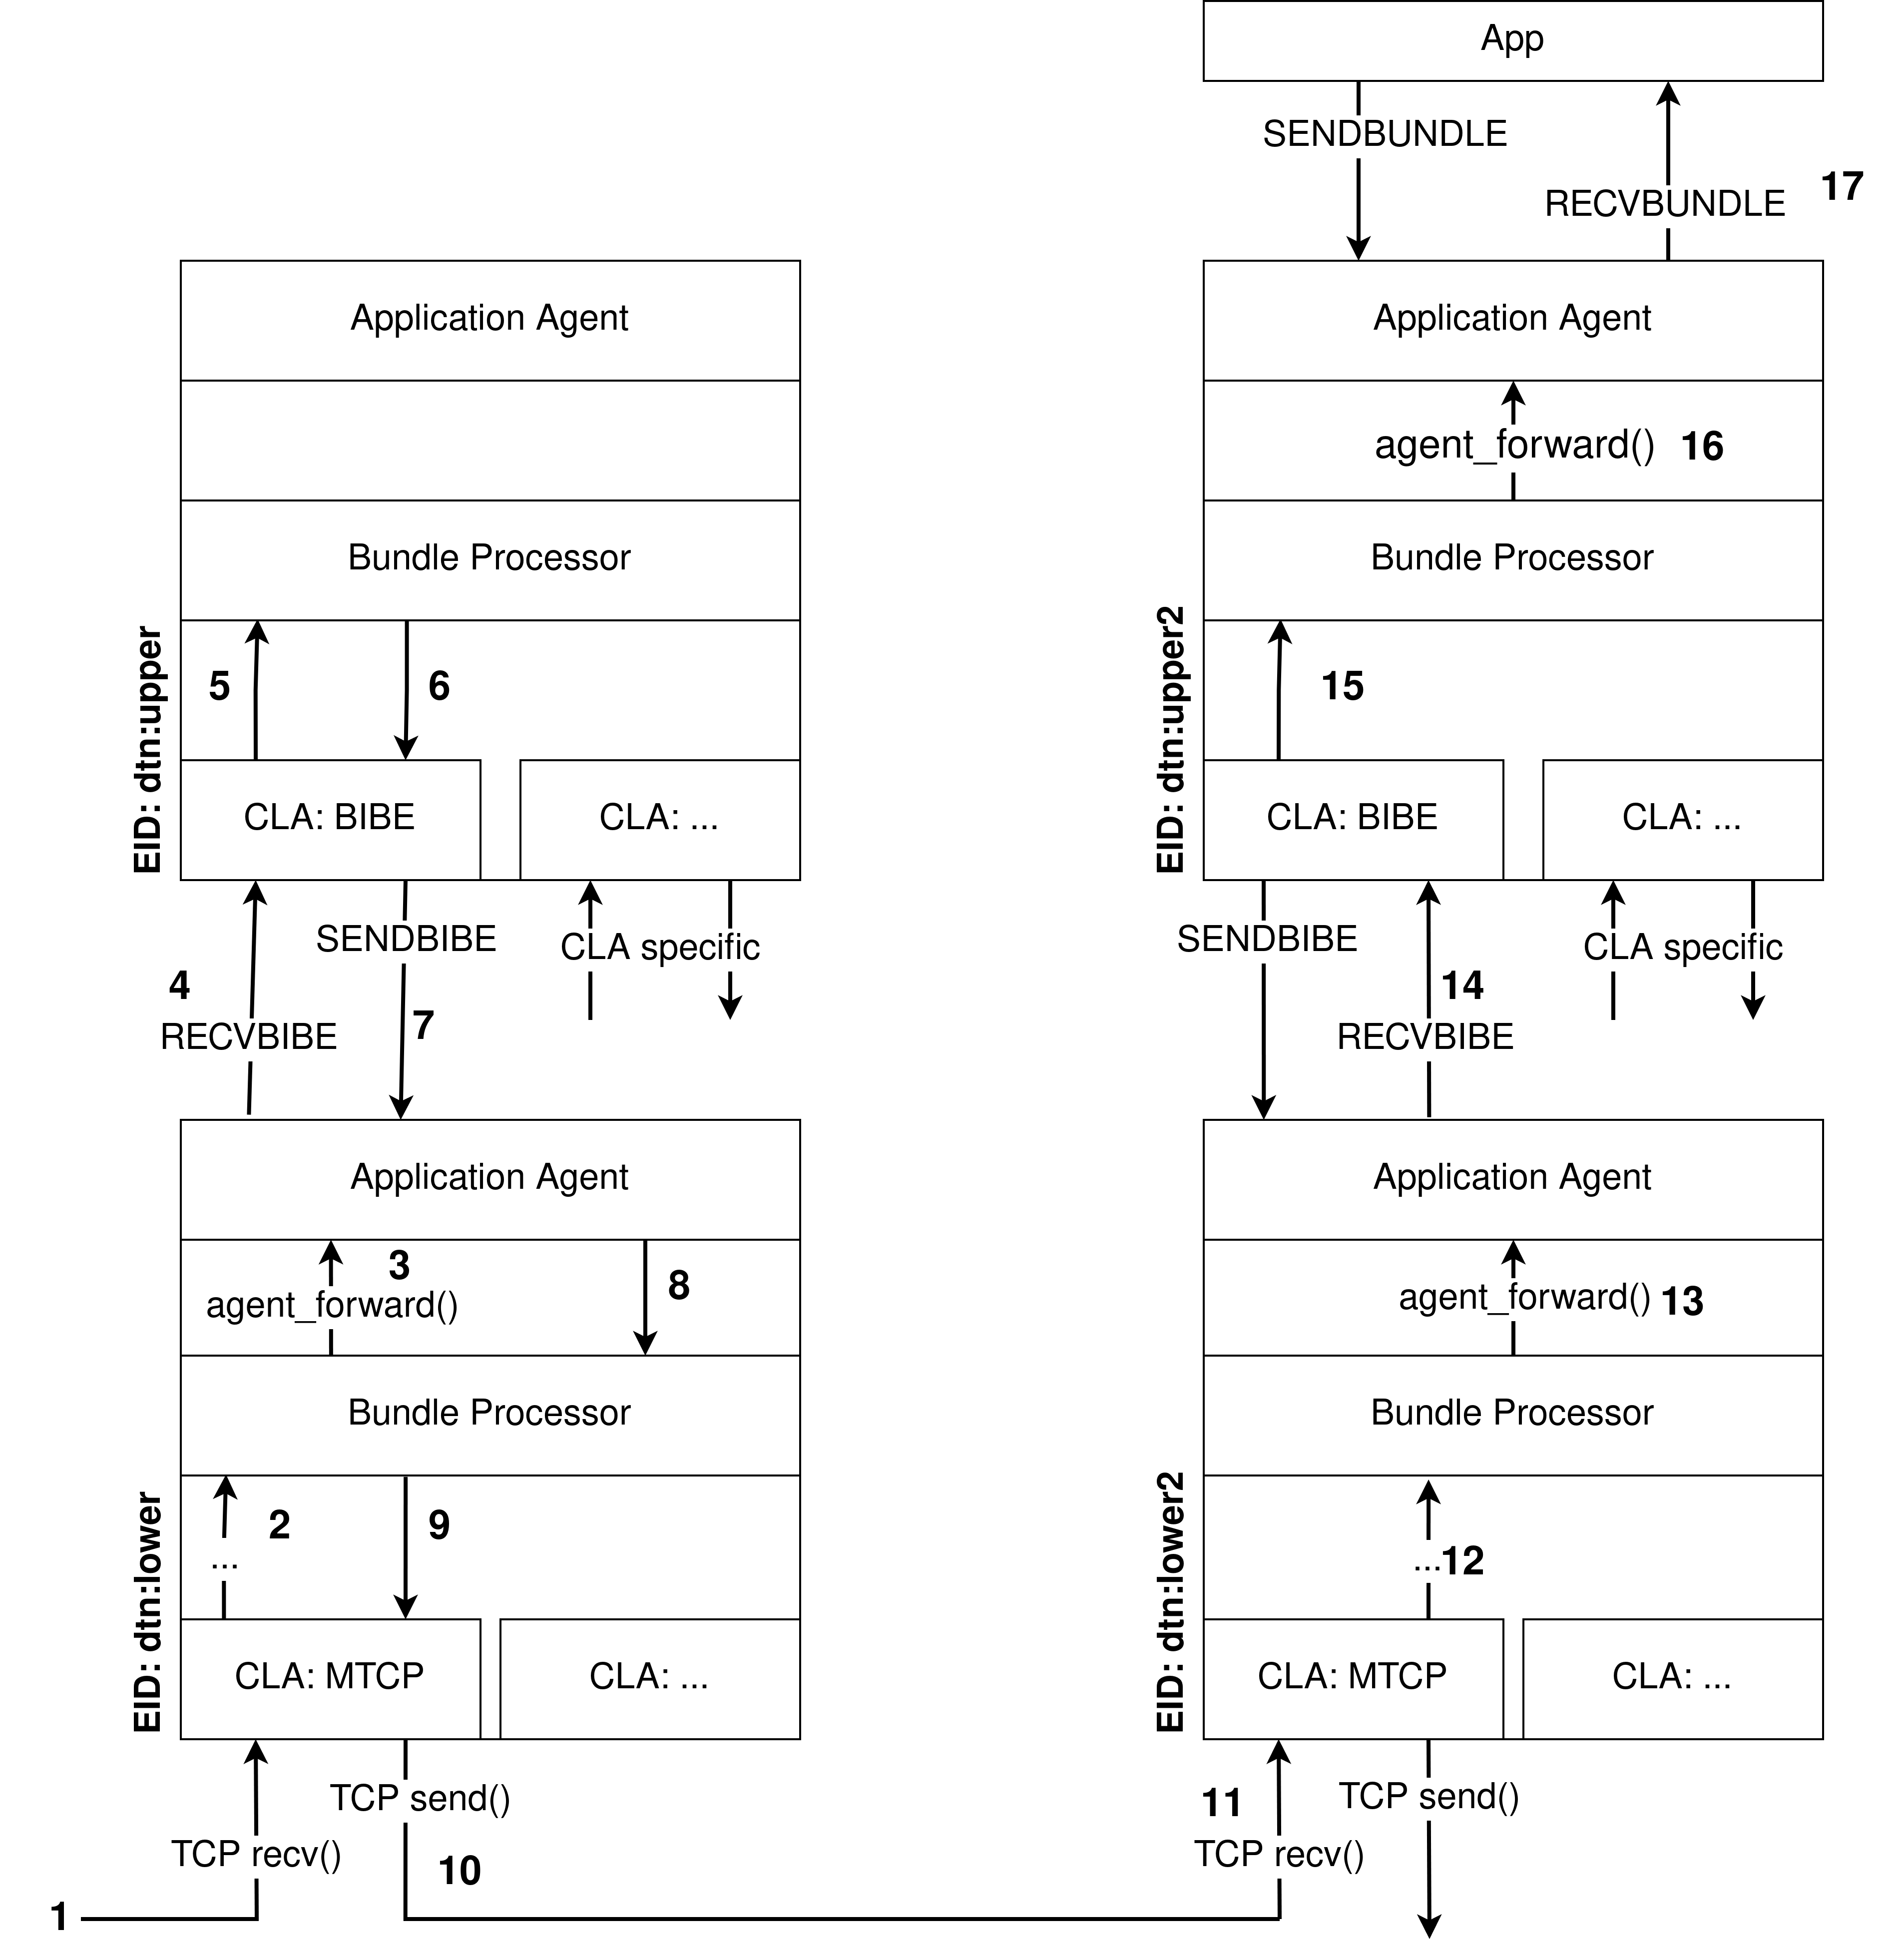 App
SENDBUNDLE
RECVBUNDLE
17
Application Agent
Application Agent
agent_forward() 16
Bundle Processor
Bundle Processor
EID: dtn:upper
5
6
EID: dtn:upper2
15
CLA: BIBE
CLA: ...
CLA: BIBE
CLA: ...
SENDBIBE
CLA specific
SENDBIBE
CLA specific
4
RECVBIBE
7
14
RECVBIBE
Application Agent
Application Agent
3
agent_forward()
8
agent_forward() 13
Bundle Processor
Bundle Processor
EID: dtn:lower
2
...
9
EID: dtn:lower2
...12
CLA: MTCP
CLA: ...
CLA: MTCP
CLA: ...
TCP send()
TCP recv()
10
1
11
TCP send()
TCP recv()